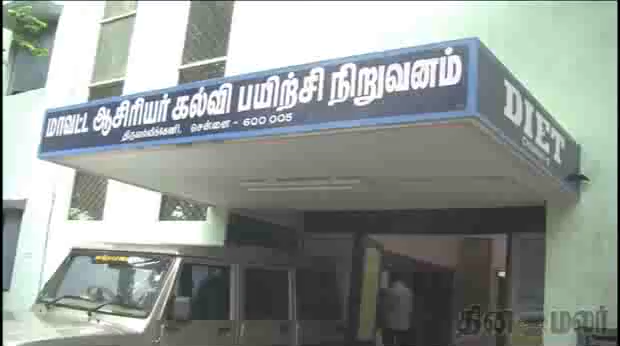 மாவட்ட ஆசிரியர் கல்வி பயிற்சி நிறுவனம்
திருவல்லிக்கேணி, சென்னை - 600 005
DIET
தினமலர்